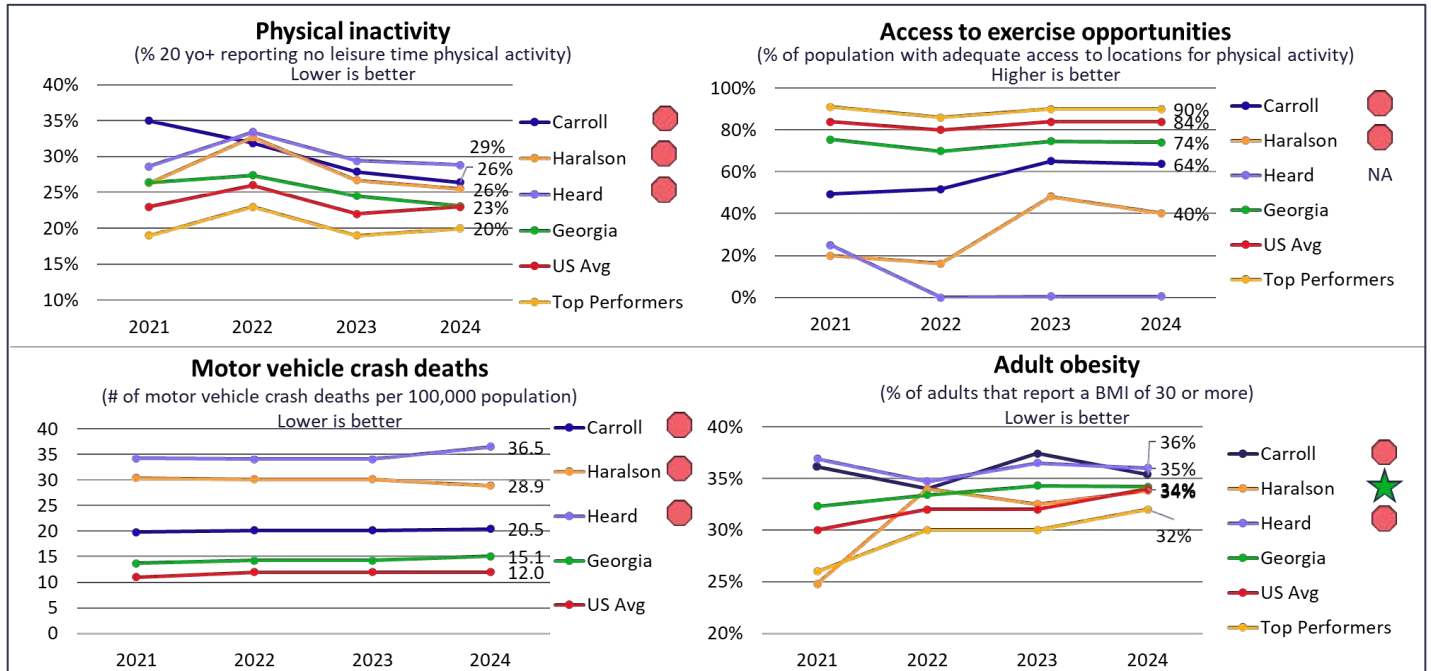 Physical inactivity
(% 20 yo+ reporting no leisure time physical activity)
Lower is better
40%
35%
30%
25%
20%
15%
10%
29%
26%
26%
23%
20%
2021 2022 2023 2024
Carroll
Haralson
Heard
Georgia
US Avg
Top Performers
Access to exercise opportunities
(% of population with adequate access to locations for physical activity)
Higher is better
100%
80%
60%
40%
20%
0%
90%
84%
74%
64%
40%
2021 2022 2023 2024
Carroll
Haralson
Heard NA
Georgia
US Avg
Top Performers
Motor vehicle crash deaths
(# of motor vehicle crash deaths per 100,000 population)
Lower is better
40
35
30
25
20
15
10
5
0
36.5
28.9
20.5
15.1
12.0
2021 2022 2023 2024
Carroll
Haralson
Heard
Georgia
US Avg
Adult obesity
(% of adults that report a BMI of 30 or more)
Lower is better
40%
35%
30%
25%
20%
36%
35%
34%
32%
2021 2022 2023 2024
Carroll
Haralson
Heard
Georgia
US Avg
Top Performers